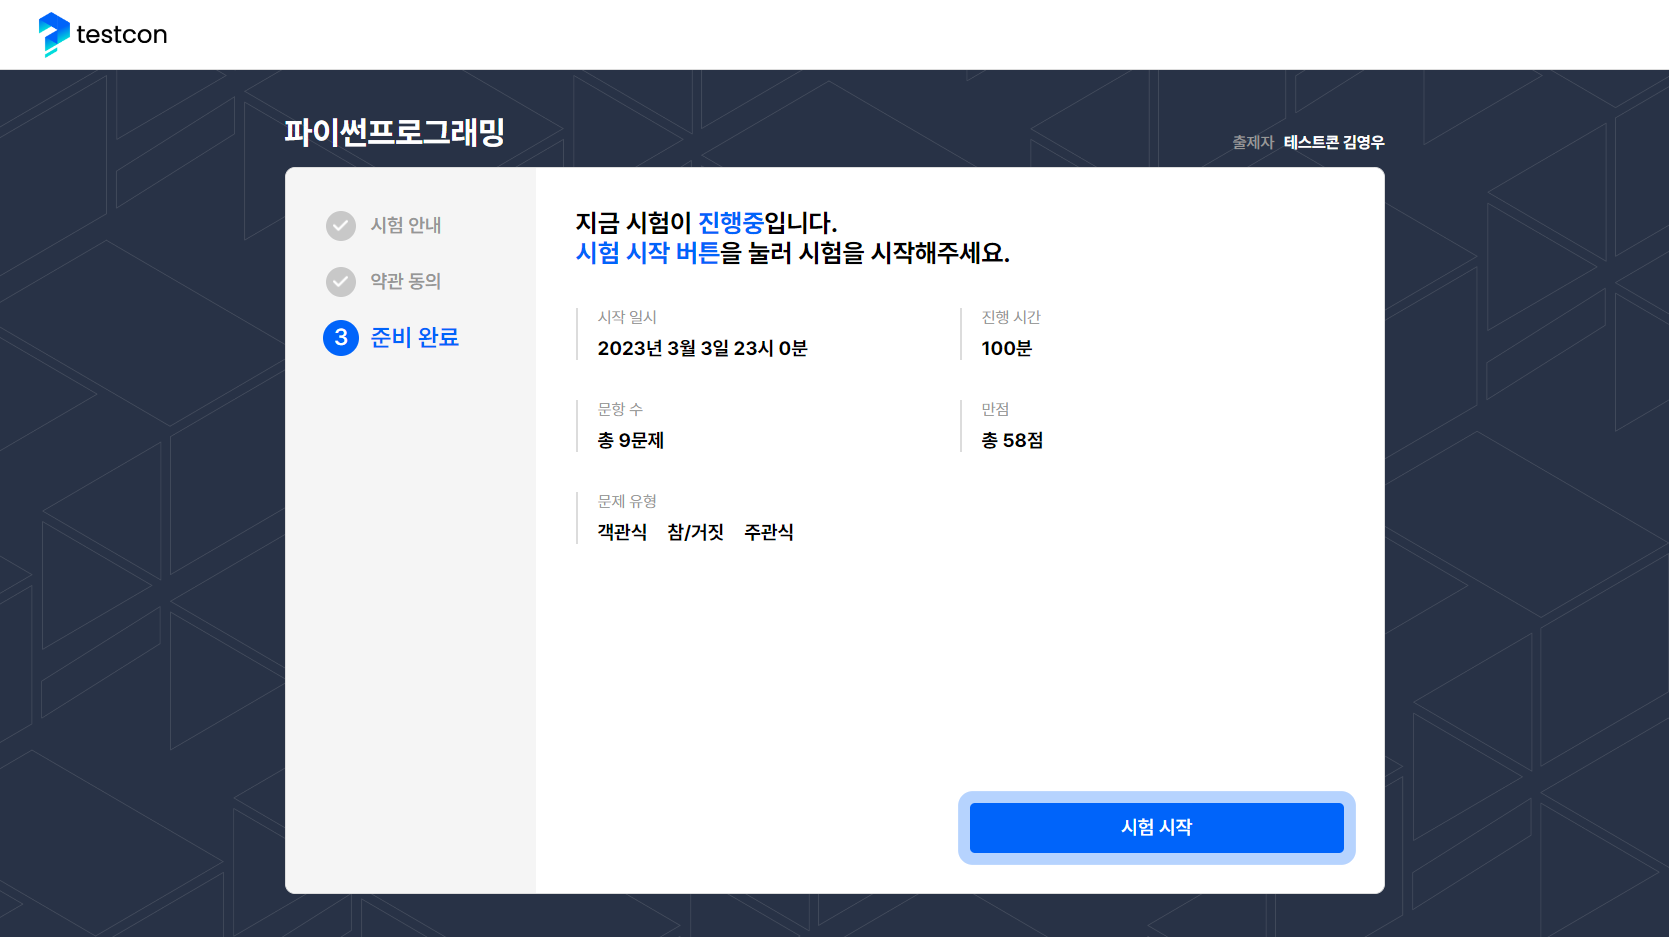 testcon
파이썬프로그래밍
출제자 테스트콘 김영우
시험 안내
약관 동의
3 준비 완료
지금 시험이 진행중입니다.
시험 시작 버튼을 눌러 시험을 시작해주세요.
시작 일시
2023년 3월 3일 23시 0분
진행 시간
100분
문항 수
총 9문제
만점
총 58점
문제 유형
객관식 참/거짓 주관식
시험 시작